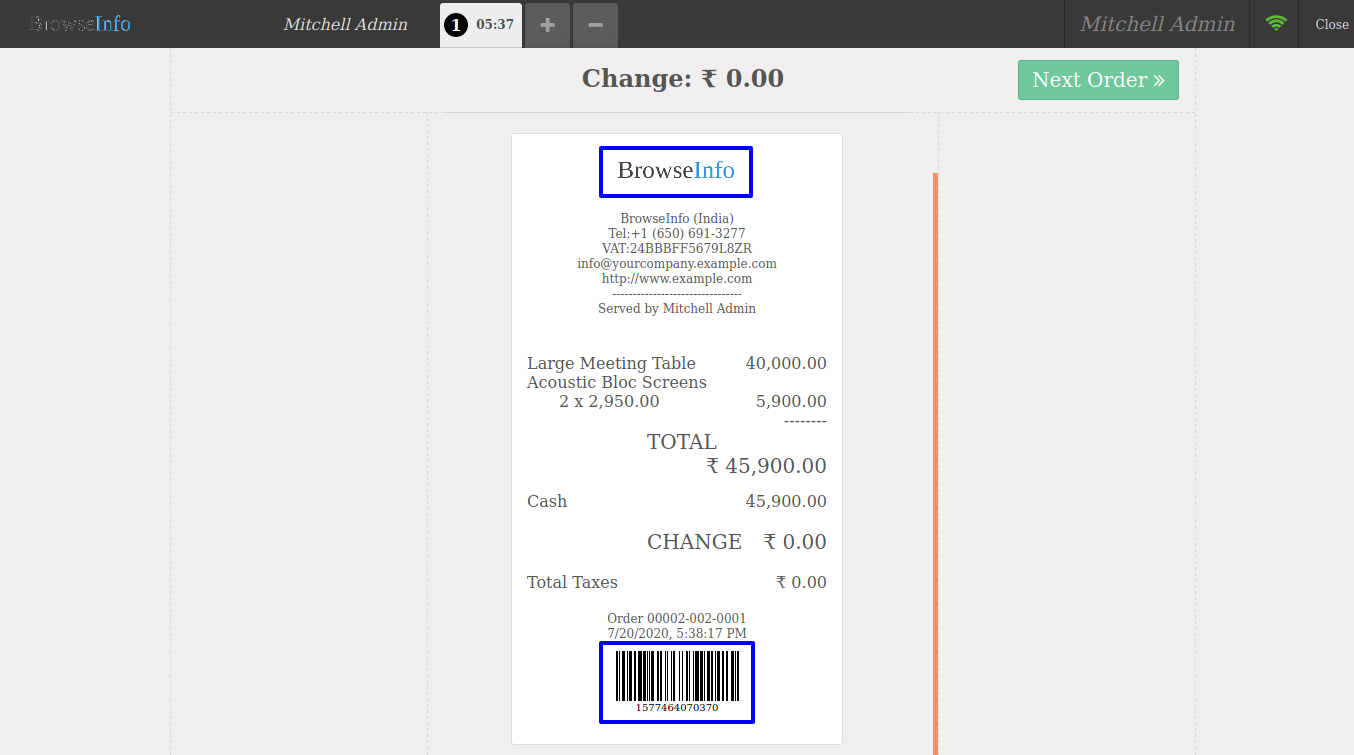 BrowseInfo
Mitchell Admin
1 05:37
Mitchell Admin
Close
Change: ₹ 0.00
Next Order »
BrowseInfo
BrowseInfo (India)
Tel:+1 (650) 691-3277
VAT:24BBBFF5679L8ZR
info@yourcompany.example.com
http://www.example.com
--------------------------------
Served by Mitchell Admin
Large Meeting Table 40,000.00
Acoustic Bloc Screens
2 x 2,950.00 5,900.00
--------
TOTAL
₹ 45,900.00
Cash 45,900.00
CHANGE ₹ 0.00
Total Taxes ₹ 0.00
Order 00002-002-0001
7/20/2020, 5:38:17 PM
1577464070370